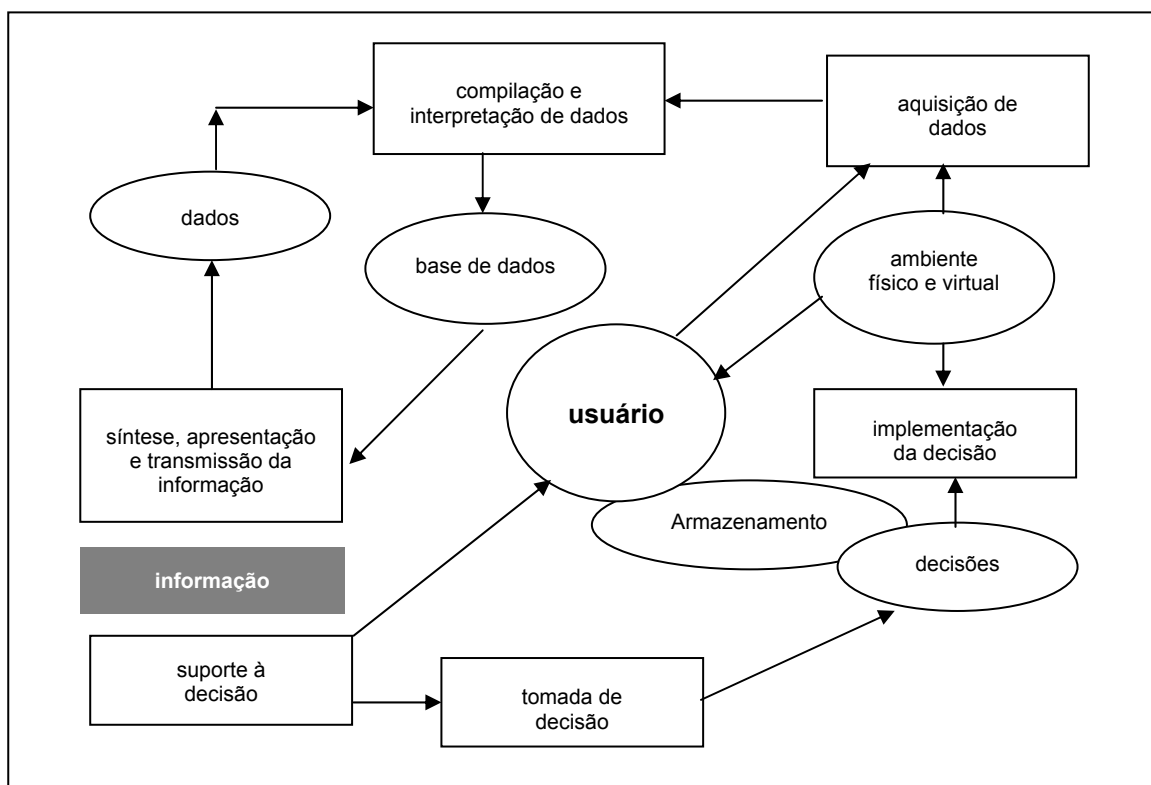 compilação e
interpretação de dados
aquisição de
dados
dados
base de dados
ambiente
físico e virtual
usuário
síntese, apresentação
e transmissão da
informação
implementação
da decisão
Armazenamento
decisões
informação
suporte à
decisão
tomada de
decisão